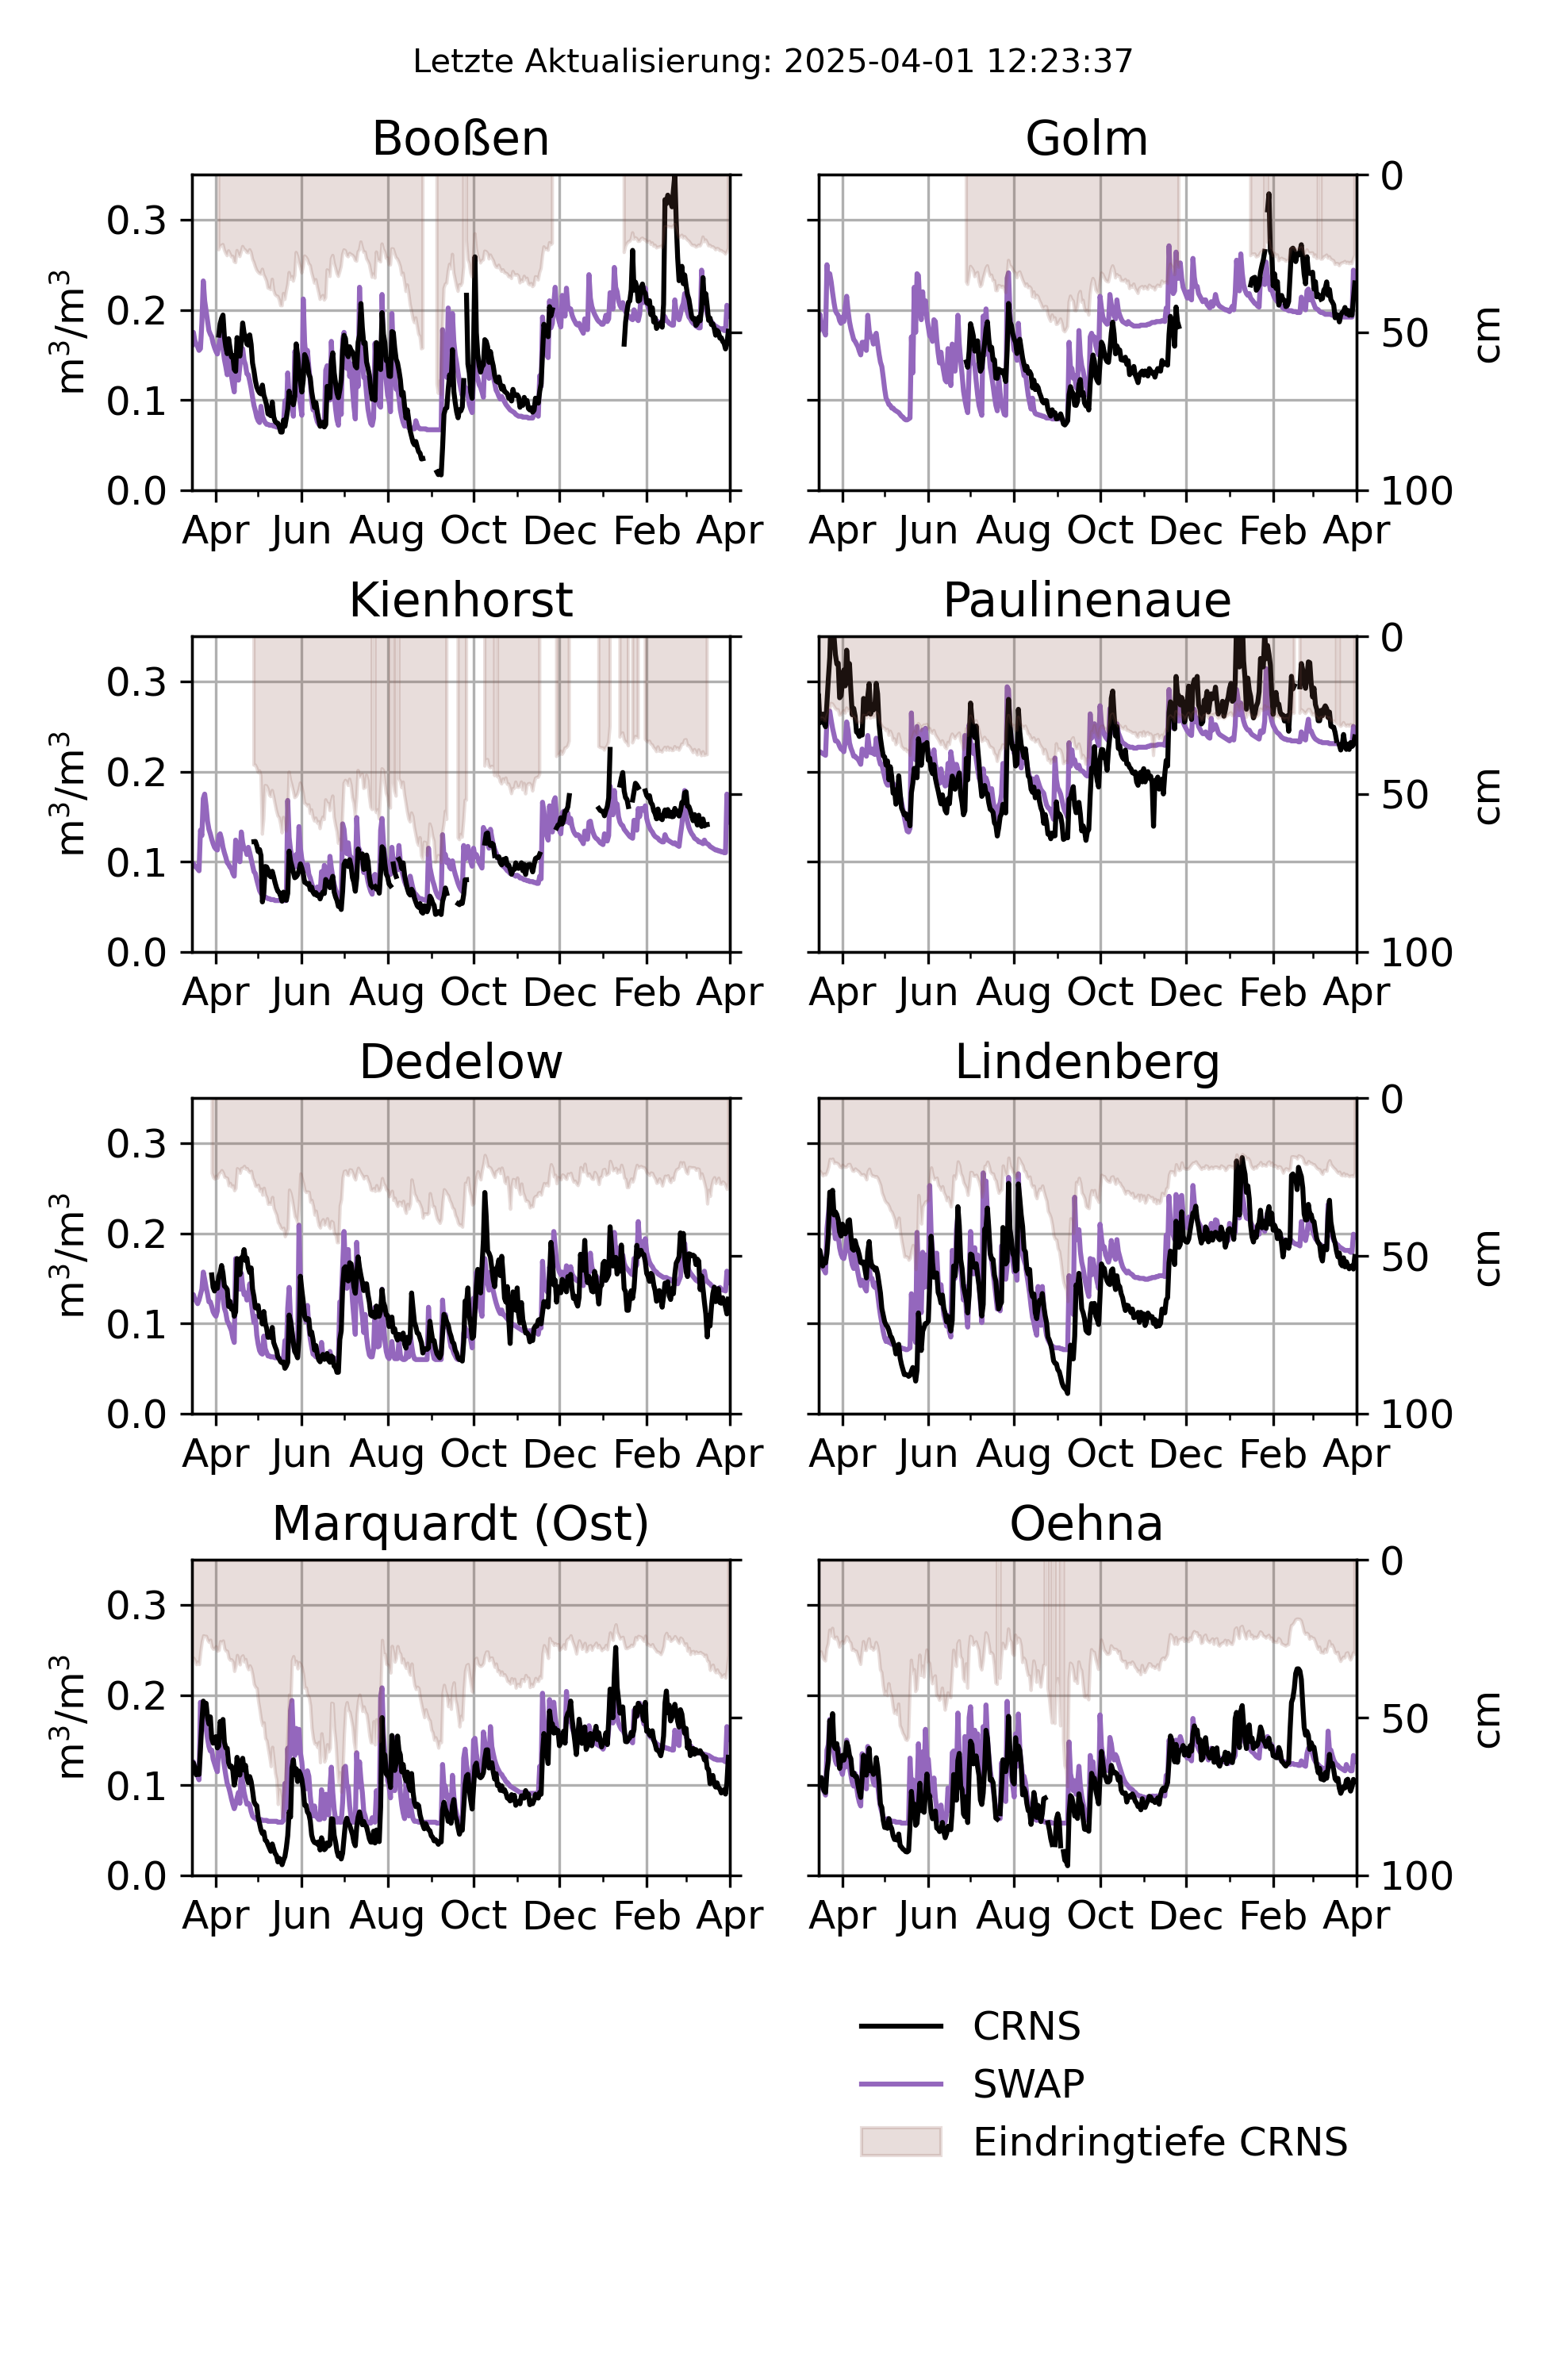 Letzte Aktualisierung: 2025-04-01 12:23:37
Booßen
Golm
0.3
0.2
0.1
0.0
m³/m³
Apr Jun Aug Oct Dec Feb Apr
Apr Jun Aug Oct Dec Feb Apr
0
50
100
cm
Kienhorst
Paulinenaue
0.3
0.2
0.1
0.0
m³/m³
Apr Jun Aug Oct Dec Feb Apr
Apr Jun Aug Oct Dec Feb Apr
0
50
100
cm
Dedelow
Lindenberg
0.3
0.2
0.1
0.0
m³/m³
Apr Jun Aug Oct Dec Feb Apr
Apr Jun Aug Oct Dec Feb Apr
0
50
100
cm
Marquardt (Ost)
Oehna
0.3
0.2
0.1
0.0
m³/m³
Apr Jun Aug Oct Dec Feb Apr
Apr Jun Aug Oct Dec Feb Apr
0
50
100
cm
CRNS
SWAP
Eindringtiefe CRNS